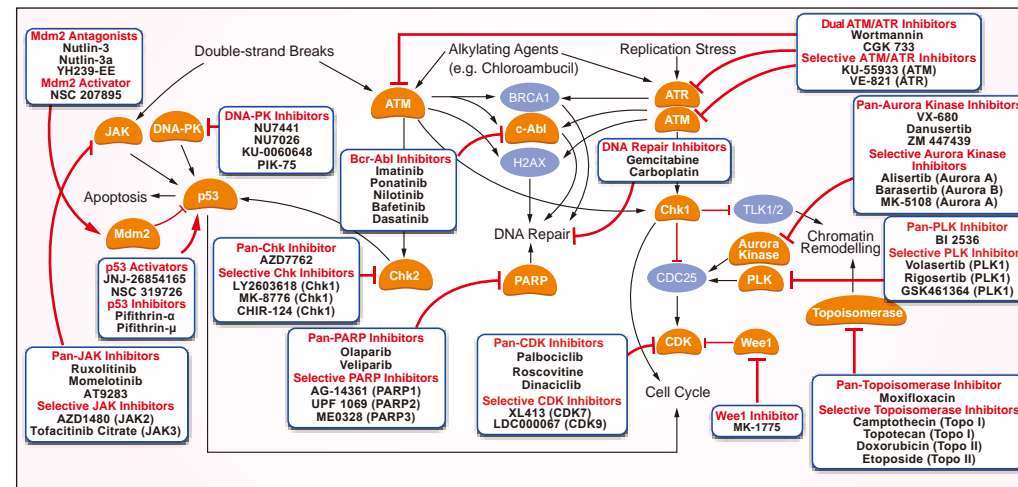 Mdm2 Antagonists
Nutlin-3
Nutlin-3a
YH239-EE
Mdm2 Activator
NSC 207895
Double-strand Breaks
Alkylating Agents
(e.g. Chloroambucil)
Replication Stress
Dual ATM/ATR Inhibitors
Wortmannin
CGK 733
Selective ATM/ATR Inhibitors
KU-55933 (ATM)
VE-821 (ATR)
JAK
DNA-PK
DNA-PK Inhibitors
NU7441
NU7026
KU-0060648
PIK-75
ATM
BRCA1
c-Abl
H2AX
ATR
ATM
Pan-Aurora Kinase Inhibitors
VX-680
Danusertib
ZM 447439
Selective Aurora Kinase
Inhibitors
Alisertib (Aurora A)
Barasertib (Aurora B)
MK-5108 (Aurora A)
Bcr-Abl Inhibitors
Imatinib
Ponatinib
Nilotinib
Bafetinib
Dasatinib
DNA Repair Inhibitors
Gemcitabine
Carboplatin
Apoptosis
p53
Mdm2
Chk1
TLK1/2
DNA Repair
Chromatin
Remodelling
Pan-PLK Inhibitor
BI 2536
Selective PLK Inhibitor
Volasertib (PLK1)
Rigosertib (PLK1)
GSK461364 (PLK1)
p53 Activators
JNJ-26854165
NSC 319726
p53 Inhibitors
Pifithrin-α
Pifithrin-μ
Pan-Chk Inhibitor
AZD7762
Selective Chk Inhibitors
LY2603618 (Chk1)
MK-8776 (Chk1)
CHIR-124 (Chk1)
Chk2
PARP
CDC25
Aurora
Kinase
PLK
Topoisomerase
Pan-JAK Inhibitors
Ruxolitinib
Momelotinib
AT9283
Selective JAK Inhibitors
AZD1480 (JAK2)
Tofacitinib Citrate (JAK3)
Pan-PARP Inhibitors
Olaparib
Veliparib
Selective PARP Inhibitors
AG-14361 (PARP1)
UPF 1069 (PARP2)
ME0328 (PARP3)
Pan-CDK Inhibitors
Palbociclib
Roscovitine
Dinaciclib
Selective CDK Inhibitors
XL413 (CDK7)
LDC000067 (CDK9)
CDK
Wee1
Cell Cycle
Wee1 Inhibitor
MK-1775
Pan-Topoisomerase Inhibitor
Moxifloxacin
Selective Topoisomerase Inhibitors
Camptothecin (Topo I)
Topotecan (Topo I)
Doxorubicin (Topo II)
Etoposide (Topo II)